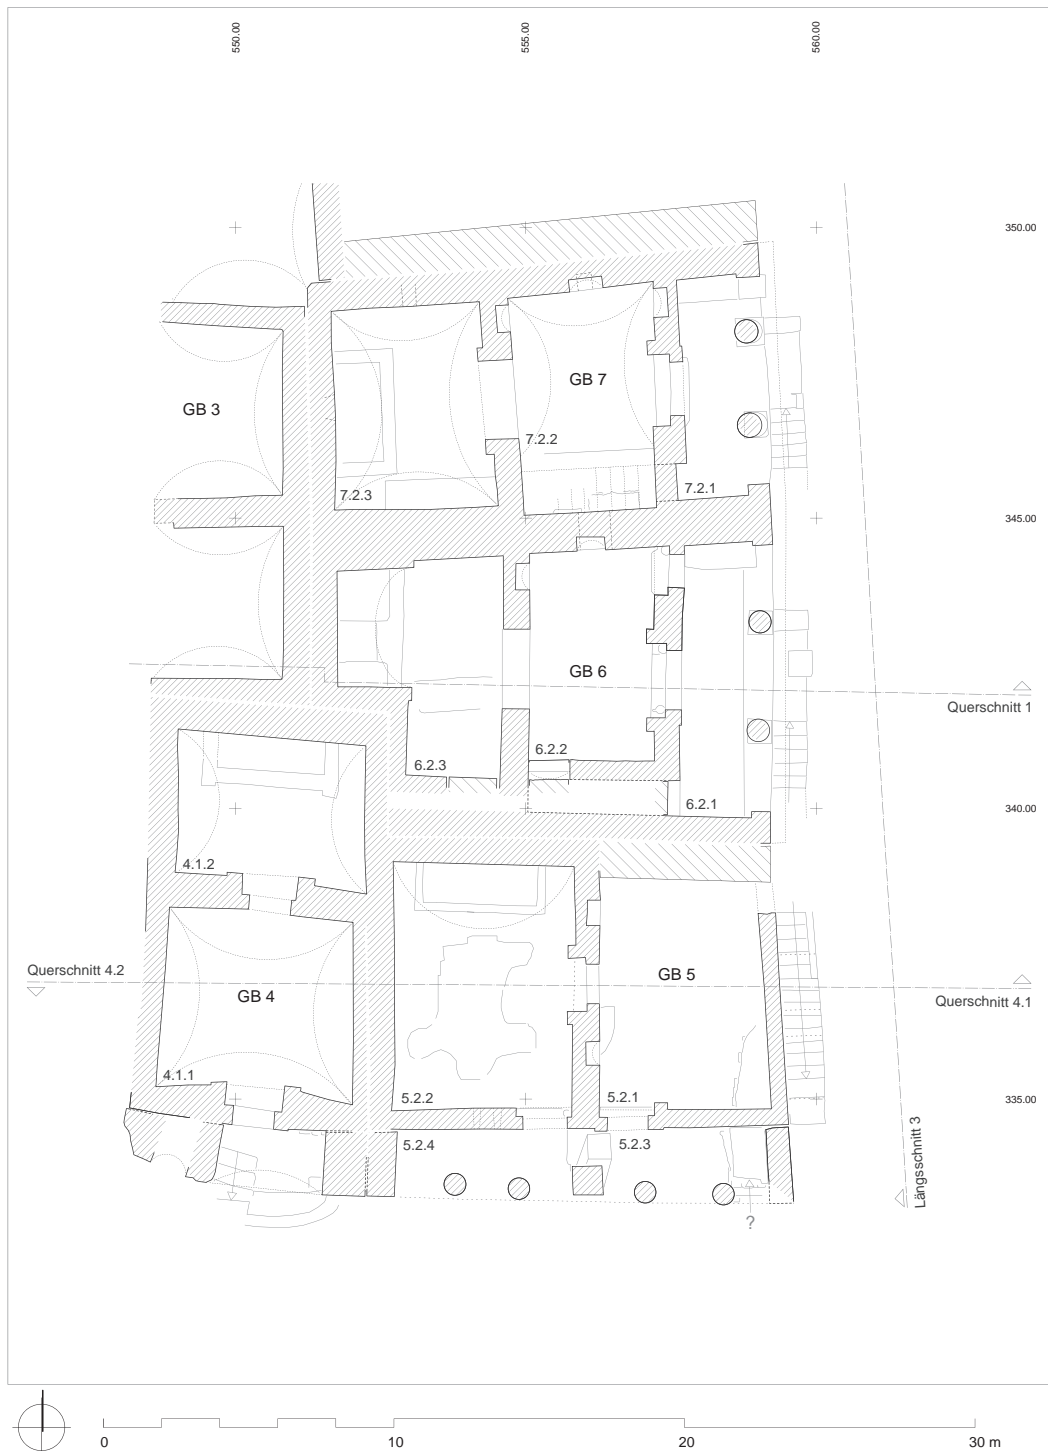 550.00
555.00
560.00
350.00
GB 7
GB 3
7.2.2
7.2.3
7.2.1
345.00
GB 6
Querschnitt 1
6.2.2
6.2.3
6.2.1
340.00
4.1.2
Querschnitt 4.2
GB 5
GB 4
Querschnitt 4.1
4.1.1
5.2.2
5.2.1
335.00
5.2.4
5.2.3
Längsschnitt 3
?
0
10
20
30 m